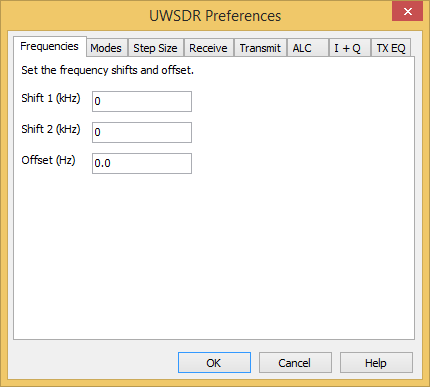 UWSDR Preferences
Frequencies Modes Step Size Receive Transmit ALC I + Q TX EQ
Set the frequency shifts and offset.
Shift 1 (kHz) 0
Shift 2 (kHz) 0
Offset (Hz) 0.0
OK Cancel Help